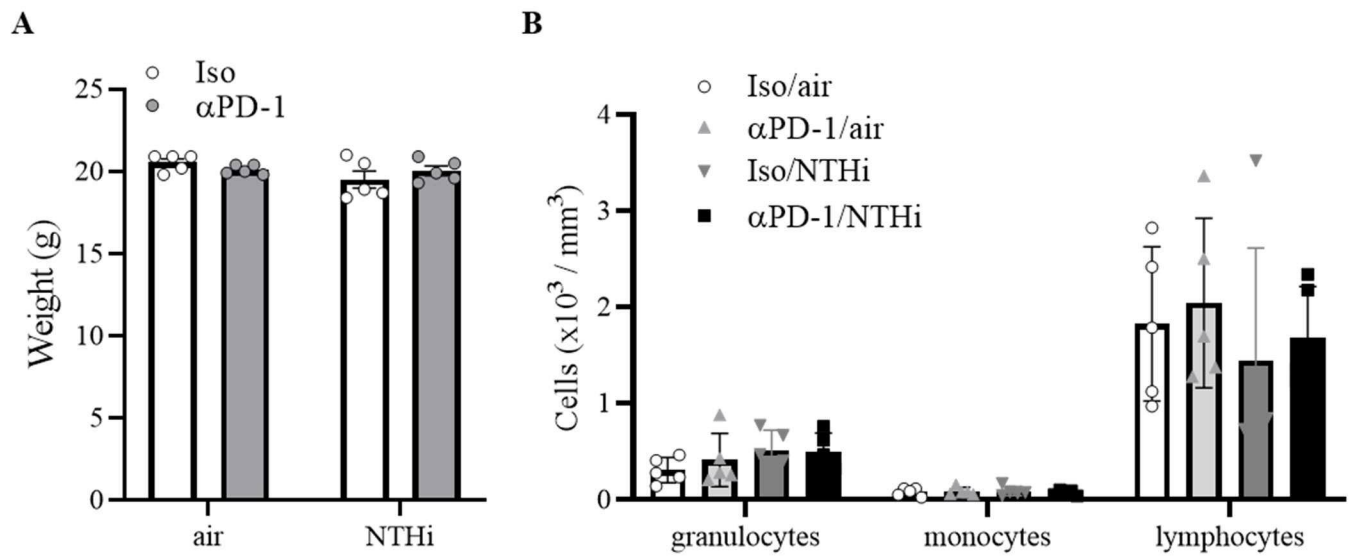 A
Iso
αPD-1
Weight (g)
25
20
15
10
5
0
air
NTHi
B
Iso/air
αPD-1/air
Iso/NTHi
αPD-1/NTHi
Cells (x10³ / mm³)
4
3
2
1
0
granulocytes
monocytes
lymphocytes